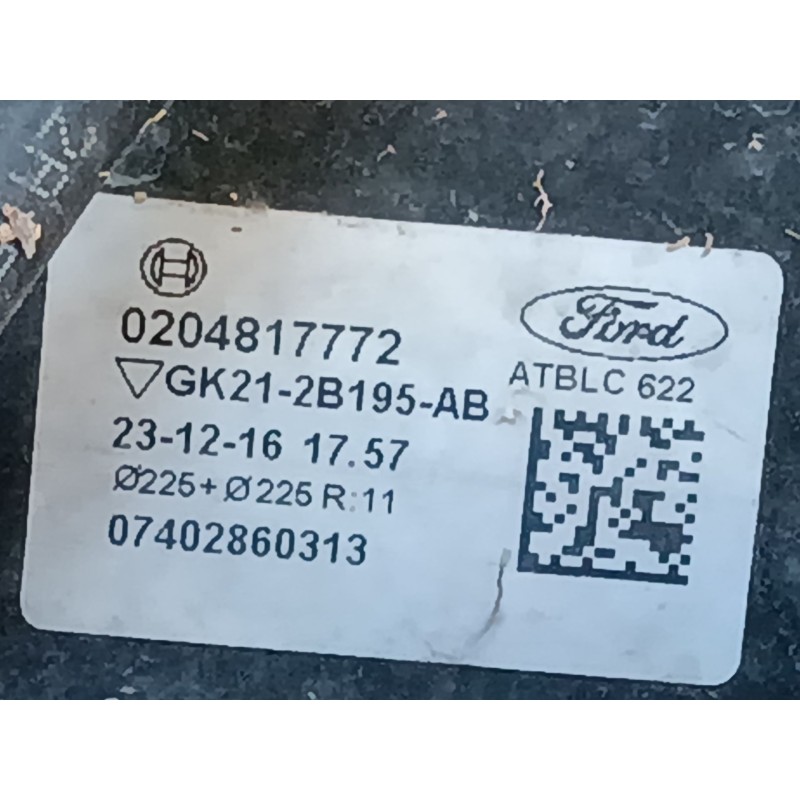 0204817772
GK21-2B195-AB
23-12-16 17.57
Ø225+Ø225 R:11
07402860313
Ford
ATBLC 622